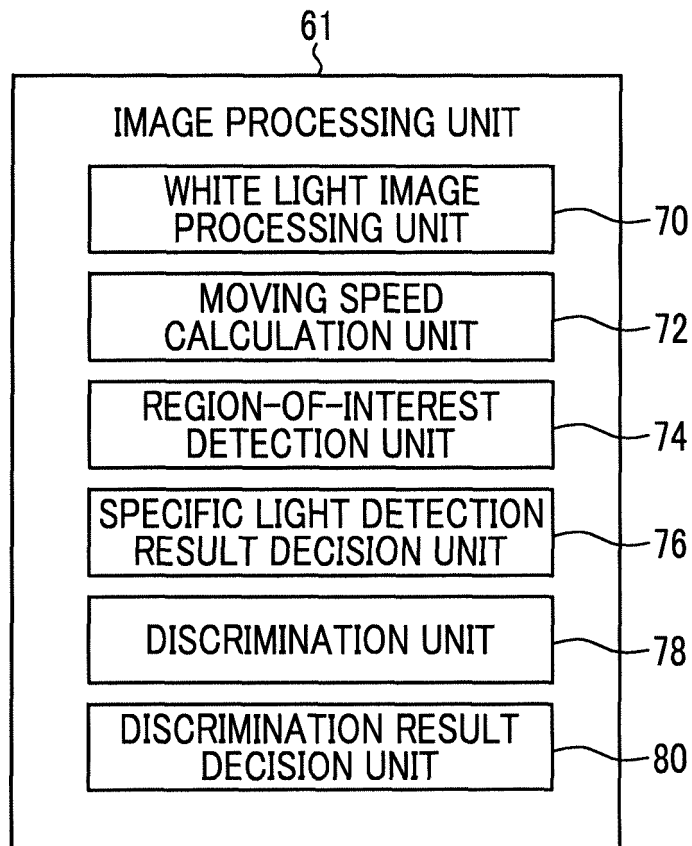 61
IMAGE PROCESSING UNIT
WHITE LIGHT IMAGE
PROCESSING UNIT
70
MOVING SPEED
CALCULATION UNIT
72
REGION-OF-INTEREST
DETECTION UNIT
74
SPECIFIC LIGHT DETECTION
RESULT DECISION UNIT
76
DISCRIMINATION UNIT
78
DISCRIMINATION RESULT
DECISION UNIT
80